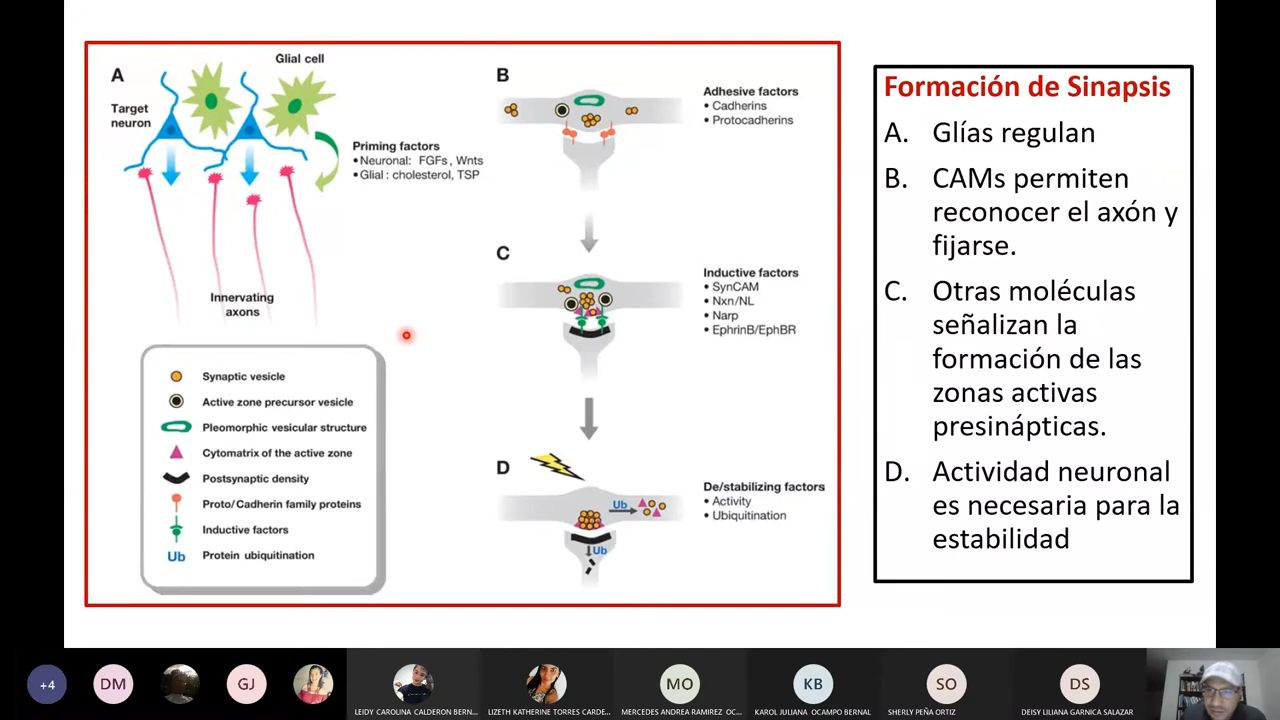 A
Glial cell
Target
neuron
Priming factors
•Neuronal: FGFs, Wnts
•Glial : cholesterol, TSP
Innervating
axons
Synaptic vesicle
Active zone precursor vesicle
Pleomorphic vesicular structure
Cytomatrix of the active zone
Postsynaptic density
Proto/Cadherin family proteins
Inductive factors
Ub Protein ubiquitination
B
Adhesive factors
• Cadherins
• Protocadherins
C
Inductive factors
• SynCAM
• Nxn/NL
• Narp
• EphrinB/EphBR
D
Ub
Ub
De/stabilizing factors
• Activity
• Ubiquitination
Formación de Sinapsis
A. Glías regulan
B. CAMs permiten
reconocer el axón y
fijarse.
C. Otras moléculas
señalizan la
formación de las
zonas activas
presinápticas.
D. Actividad neuronal
es necesaria para la
estabilidad
+4
DM
GJ
MO
KB
SO
DS
LEIDY CAROLINA CALDERON BERN...
LIZETH KATHERINE TORRES CARDE...
MERCEDES ANDREA RAMIREZ OC...
KAROL JULIANA OCAMPO BERNAL
SHERLY PEÑA ORTIZ
DEISY LILIANA GARNICA SALAZAR